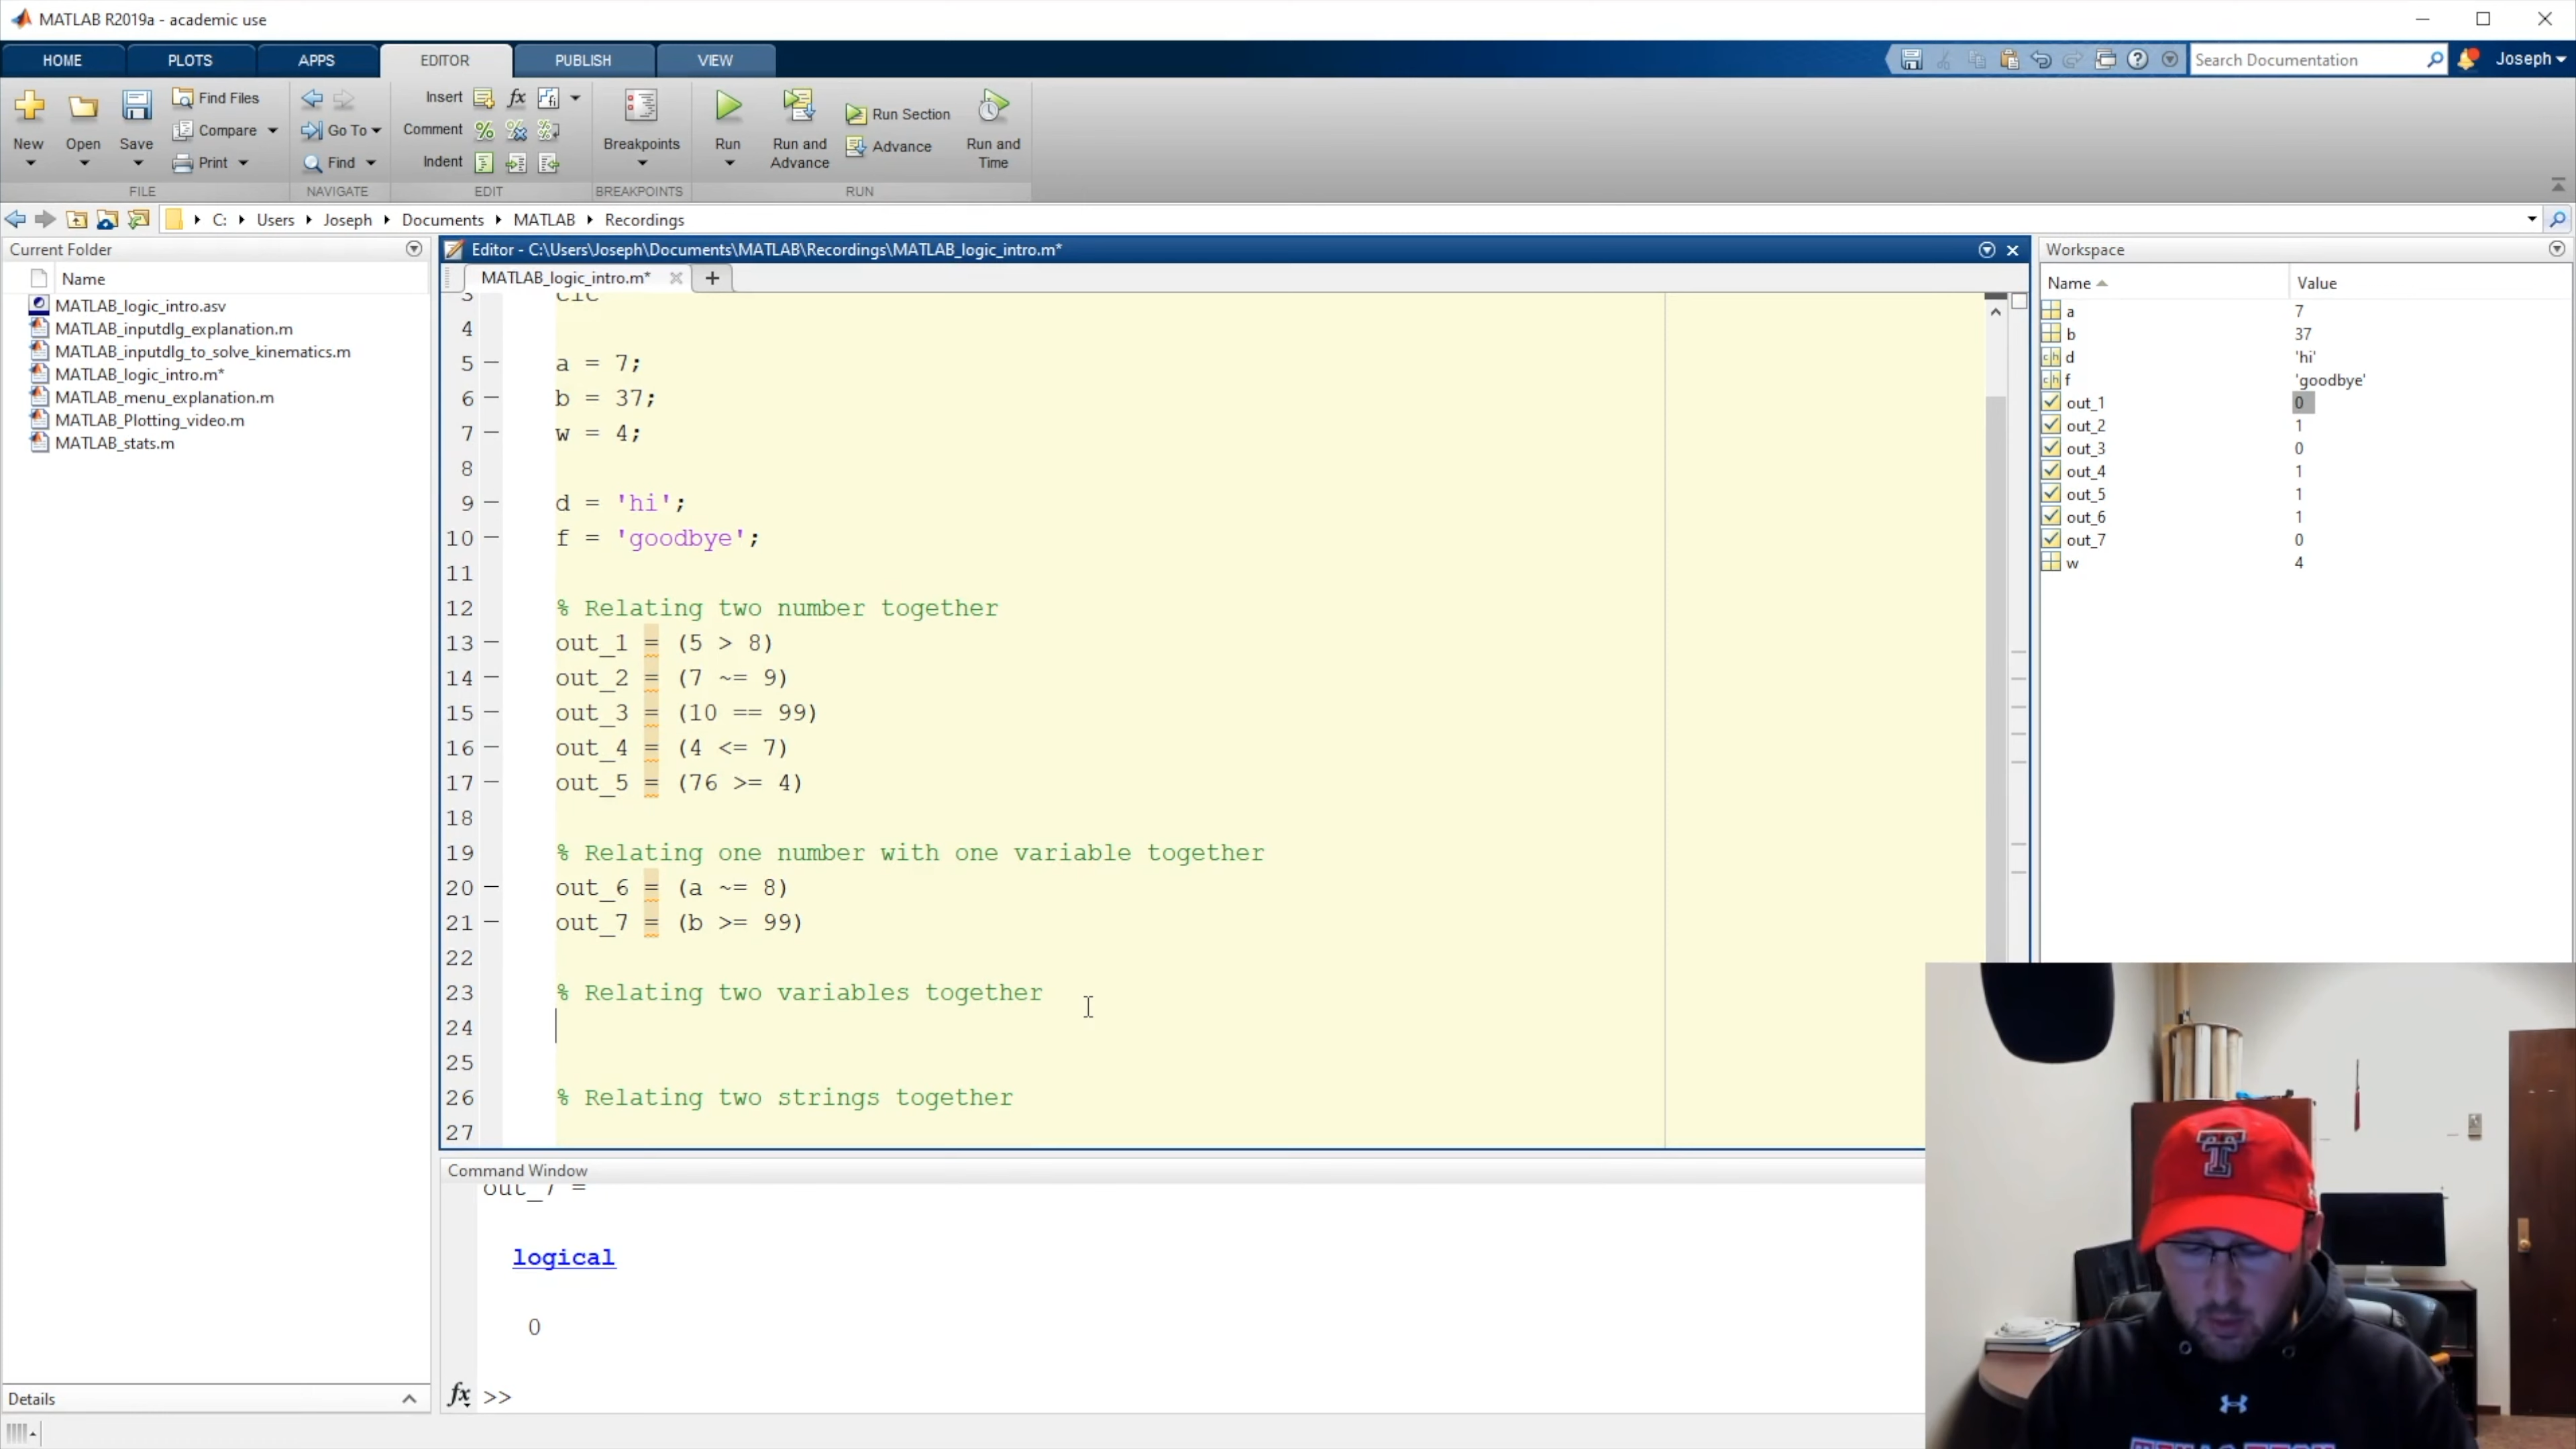 MATLAB R2019a - academic use
HOME PLOTS APPS EDITOR PUBLISH VIEW
Search Documentation
Joseph
New
Open
Save
Find Files
Compare
Print
FILE
Go To
Find
NAVIGATE
Insert fx
Comment %
Indent
EDIT
Breakpoints
BREAKPOINTS
Run
Run and Advance
Run Section
Advance
Run and Time
RUN
C: Users Joseph Documents MATLAB Recordings
Current Folder
Name
MATLAB_logic_intro.asv
MATLAB_inputdlg_explanation.m
MATLAB_inputdlg_to_solve_kinematics.m
MATLAB_logic_intro.m*
MATLAB_menu_explanation.m
MATLAB_Plotting_video.m
MATLAB_stats.m
Details
Editor - C:\Users\Joseph\Documents\MATLAB\Recordings\MATLAB_logic_intro.m*
MATLAB_logic_intro.m*
3 clc
4
5 a = 7;
6 b = 37;
7 w = 4;
8
9 d = 'hi';
10 f = 'goodbye';
11
12 % Relating two number together
13 out_1 = (5 > 8)
14 out_2 = (7 ~= 9)
15 out_3 = (10 == 99)
16 out_4 = (4 <= 7)
17 out_5 = (76 >= 4)
18
19 % Relating one number with one variable together
20 out_6 = (a ~= 8)
21 out_7 = (b >= 99)
22
23 % Relating two variables together
24
25
26 % Relating two strings together
27
Command Window
out_7 =
logical
0
fx >>
Workspace
Name Value
a 7
b 37
d 'hi'
f 'goodbye'
out_1 0
out_2 1
out_3 0
out_4 1
out_5 1
out_6 1
out_7 0
w 4
T